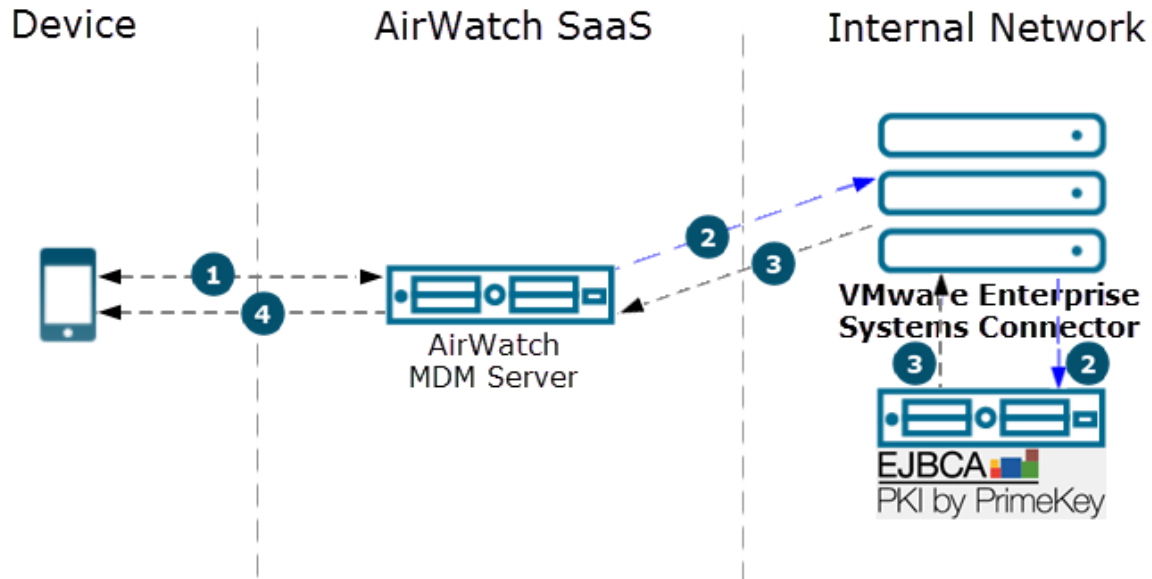 Device
AirWatch SaaS
Internal Network
2
3
1
4
VMware Enterprise
Systems Connector
AirWatch
MDM Server
3
2
EJBCA
PKI by PrimeKey